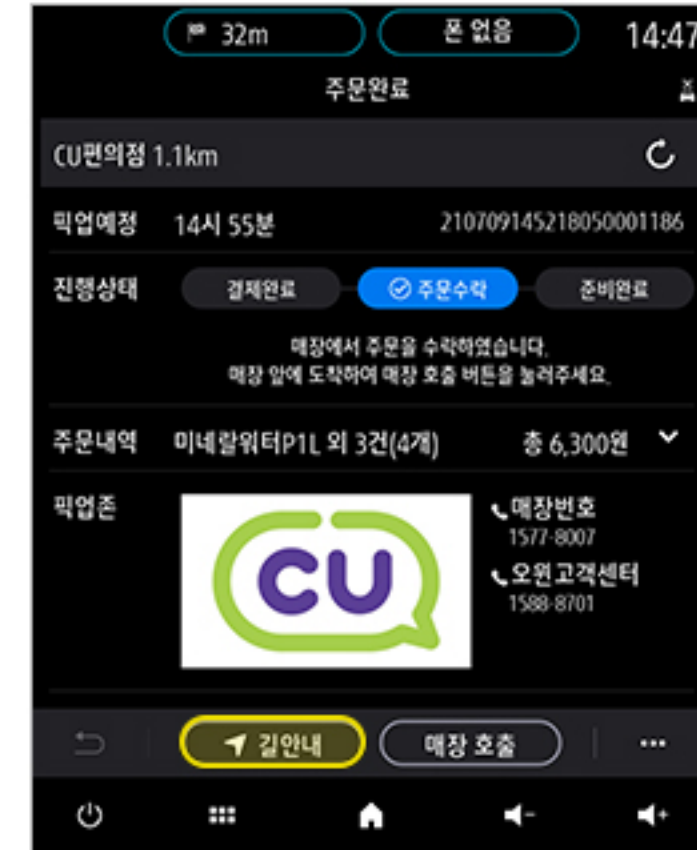 32m 폰 없음 14:47
주문완료
CU편의점 1.1km
픽업예정 14시 55분 210709145218050001186
진행상태 결제완료 주문수락 준비완료
매장에서 주문을 수락하였습니다.
매장 앞에 도착하여 매장 호출 버튼을 눌러주세요.
주문내역 미네랄워터P1L 외 3건(4개) 총 6,300원
픽업존
CU
매장번호
1577-8007
오윈고객센터
1588-8701
길안내 매장 호출